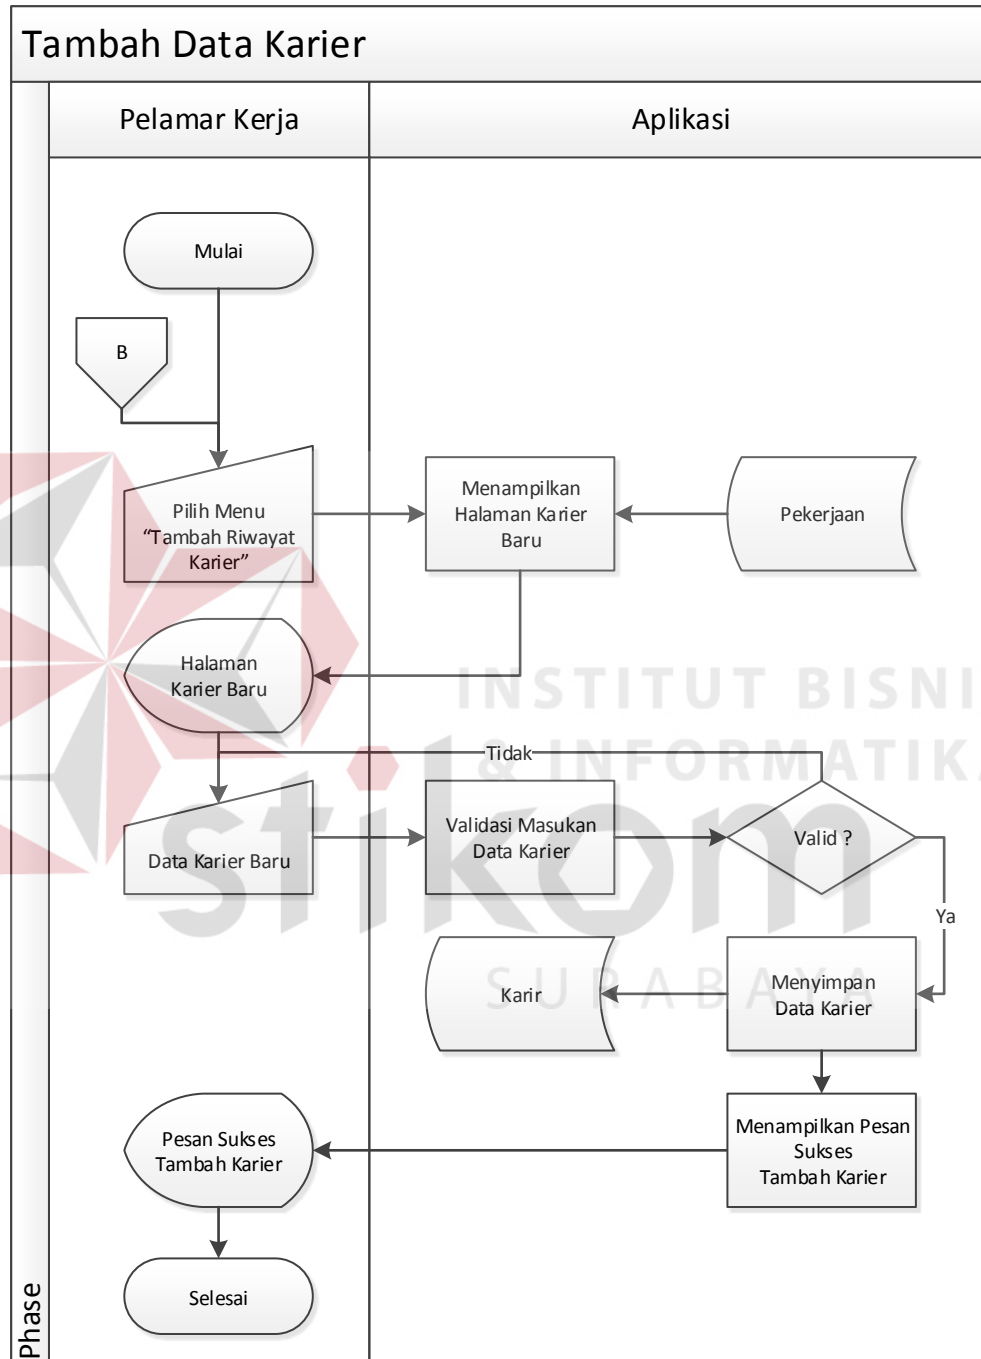 Tambah Data Karier
Pelamar Kerja
Aplikasi
Mulai
B
Pilih Menu
“Tambah Riwayat
Karier”
Menampilkan
Halaman Karier
Baru
Pekerjaan
Halaman
Karier Baru
INSTITUT BISNI
Tidak
& INFORMATIKA
Data Karier Baru
Validasi Masukan
Data Karier
Valid ?
stikom
Ya
Karir
Menyimpan
Data Karier
SURABAYA
Pesan Sukses
Tambah Karier
Menampilkan Pesan
Sukses
Tambah Karier
Selesai
Phase